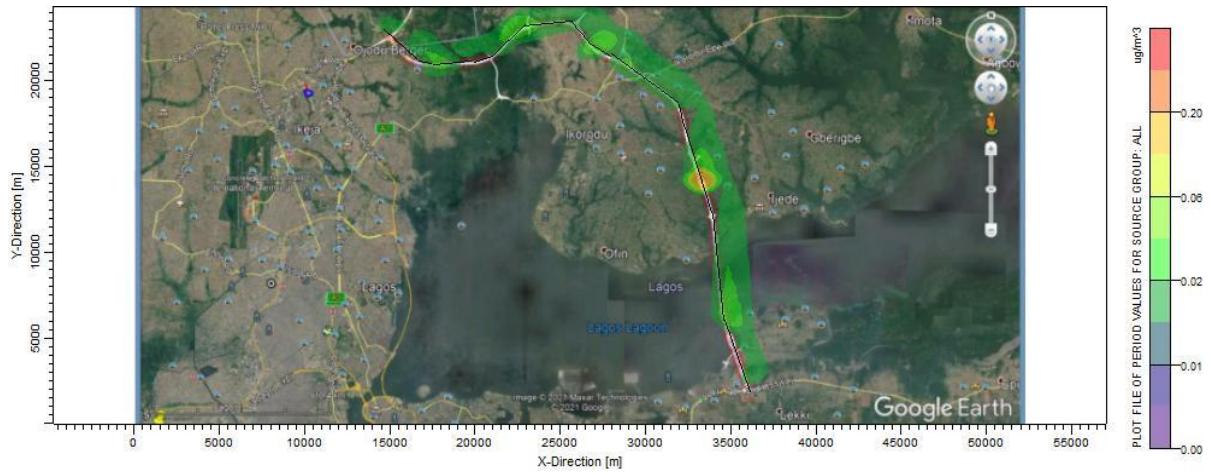 Imota
Agbow
Ojodu Berger
Ikeja
Ikorodu
Gberigbe
Ijede
Ofin
Lagos
Lagos
Lagos Lagoon
Lekki
Image © 2021 Maxar Technologies
© 2021 Google
Google Earth
Y-Direction [m]
20000
15000
10000
5000
0
5000
10000
15000
20000
25000
30000
35000
40000
45000
50000
55000
X-Direction [m]
PLOT FILE OF PERIOD VALUES FOR SOURCE GROUP: ALL
ug/m^3
0.20
0.06
0.02
0.01
0.00